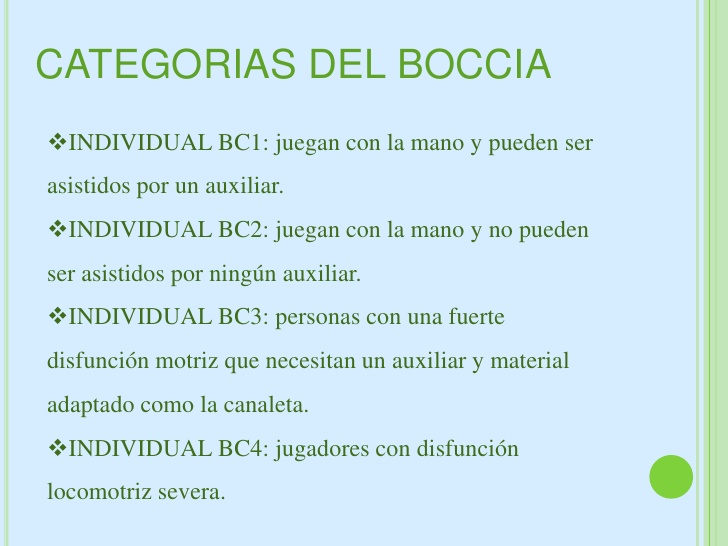 CATEGORIAS DEL BOCCIA
❖INDIVIDUAL BC1: juegan con la mano y pueden ser
asistidos por un auxiliar.
❖INDIVIDUAL BC2: juegan con la mano y no pueden
ser asistidos por ningún auxiliar.
❖INDIVIDUAL BC3: personas con una fuerte
disfunción motriz que necesitan un auxiliar y material
adaptado como la canaleta.
❖INDIVIDUAL BC4: jugadores con disfunción
locomotriz severa.